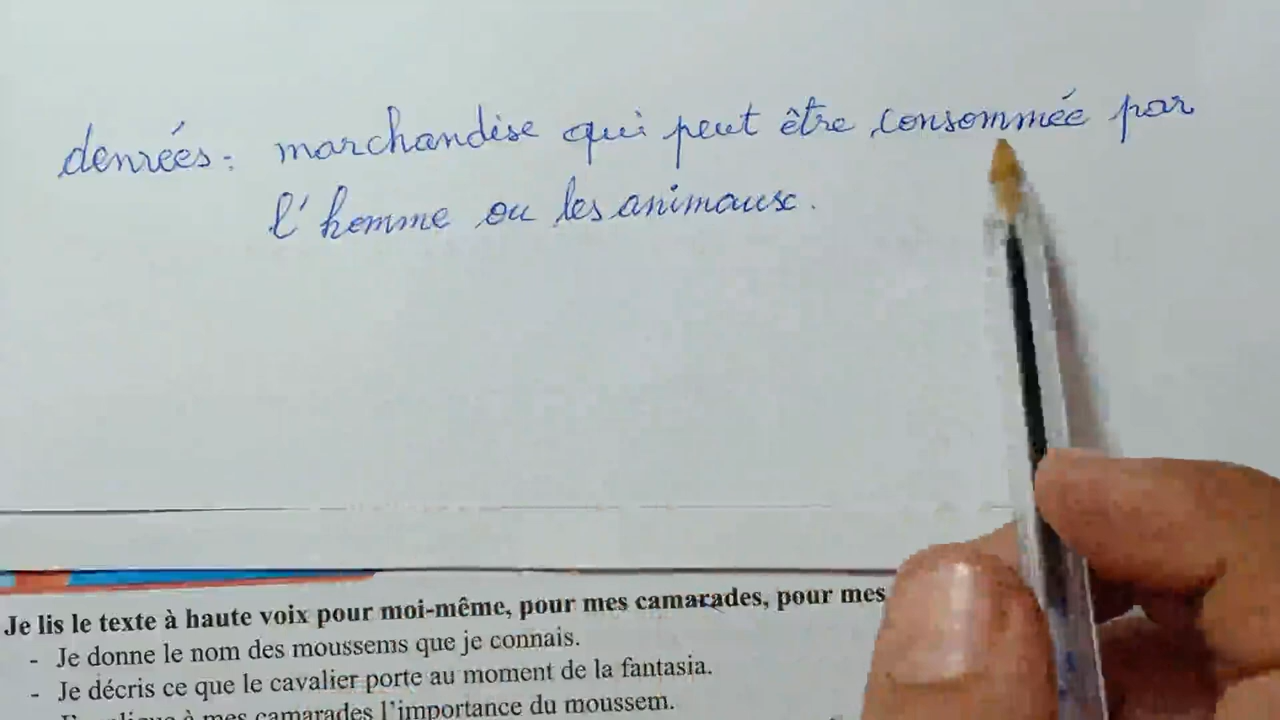 denrées : marchandise qui peut être consommée par
l'homme ou les animaux.
Je lis le texte à haute voix pour moi-même, pour mes camarades, pour mes
- Je donne le nom des moussems que je connais.
- Je décris ce que le cavalier porte au moment de la fantasia.
à mes camarades l'importance du moussem.